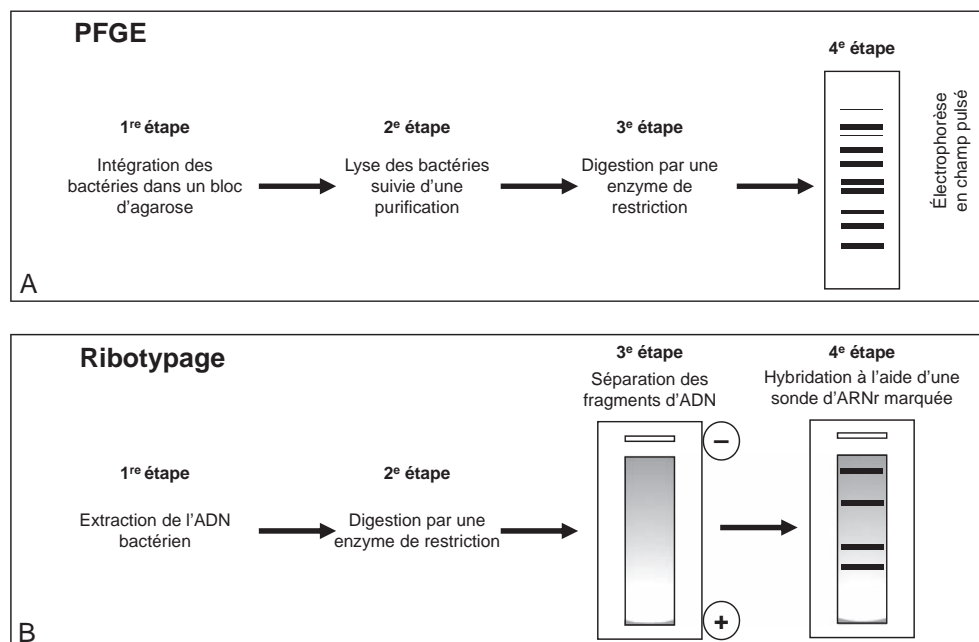 PFGE
1re étape
Intégration des
bactéries dans un bloc
d'agarose
2e étape
Lyse des bactéries
suivie d'une
purification
3e étape
Digestion par une
enzyme de
restriction
4e étape
Électrophorèse
en champ pulsé
A
Ribotypage
1re étape
Extraction de l'ADN
bactérien
2e étape
Digestion par une
enzyme de restriction
3e étape
Séparation des
fragments d'ADN
−
+
4e étape
Hybridation à l'aide d'une
sonde d'ARNr marquée
B